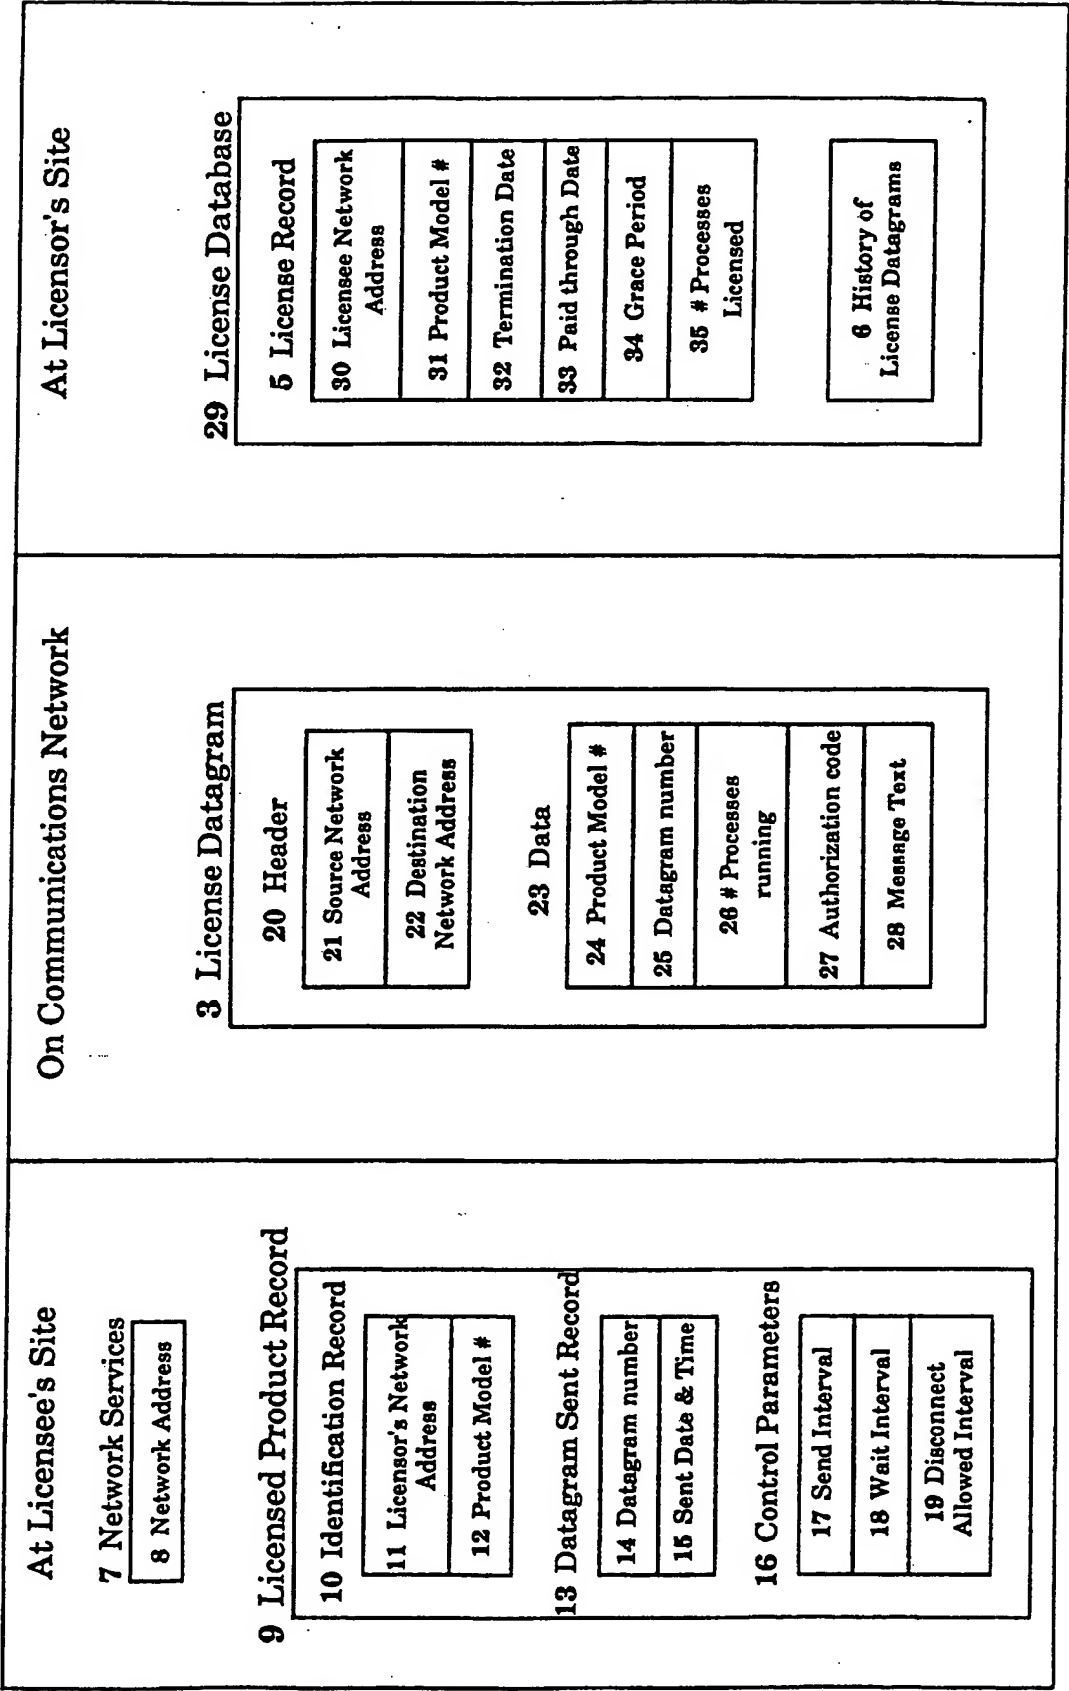 At Licensee's Site
7 Network Services
8 Network Address
9 Licensed Product Record
10 Identification Record
11 Licensor's Network
Address
12 Product Model #
13 Datagram Sent Record
14 Datagram number
15 Sent Date & Time
16 Control Parameters
17 Send Interval
18 Wait Interval
19 Disconnect
Allowed Interval
On Communications Network
3 License Datagram
20 Header
21 Source Network
Address
22 Destination
Network Address
23 Data
24 Product Model #
25 Datagram number
26 # Processes
running
27 Authorization code
28 Message Text
At Licensor's Site
29 License Database
5 License Record
30 Licensee Network
Address
31 Product Model #
32 Termination Date
33 Paid through Date
34 Grace Period
35 # Processes
Licensed
6 History of
License Datagrams